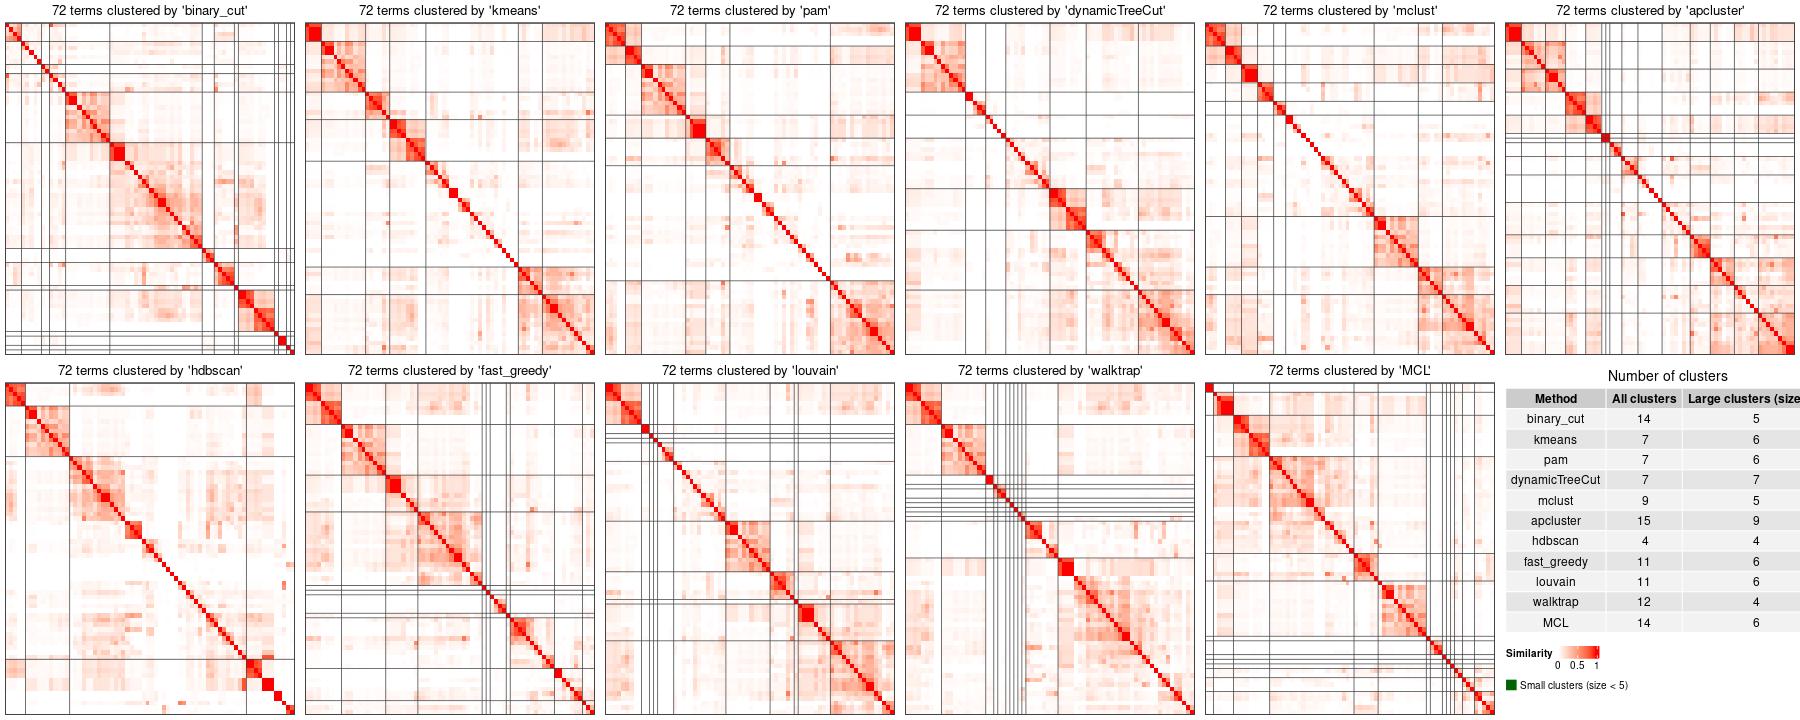 72 terms clustered by 'binary_cut'
72 terms clustered by 'kmeans'
72 terms clustered by 'pam'
72 terms clustered by 'dynamicTreeCut'
72 terms clustered by 'mclust'
72 terms clustered by 'apcluster'
72 terms clustered by 'hdbscan'
72 terms clustered by 'fast_greedy'
72 terms clustered by 'louvain'
72 terms clustered by 'walktrap'
72 terms clustered by 'MCL'
Number of clusters
Method All clusters Large clusters (size
binary_cut 14 5
kmeans 7 6
pam 7 6
dynamicTreeCut 7 7
mclust 9 5
apcluster 15 9
hdbscan 4 4
fast_greedy 11 6
louvain 11 6
walktrap 12 4
MCL 14 6
Similarity
0 0.5 1
Small clusters (size < 5)